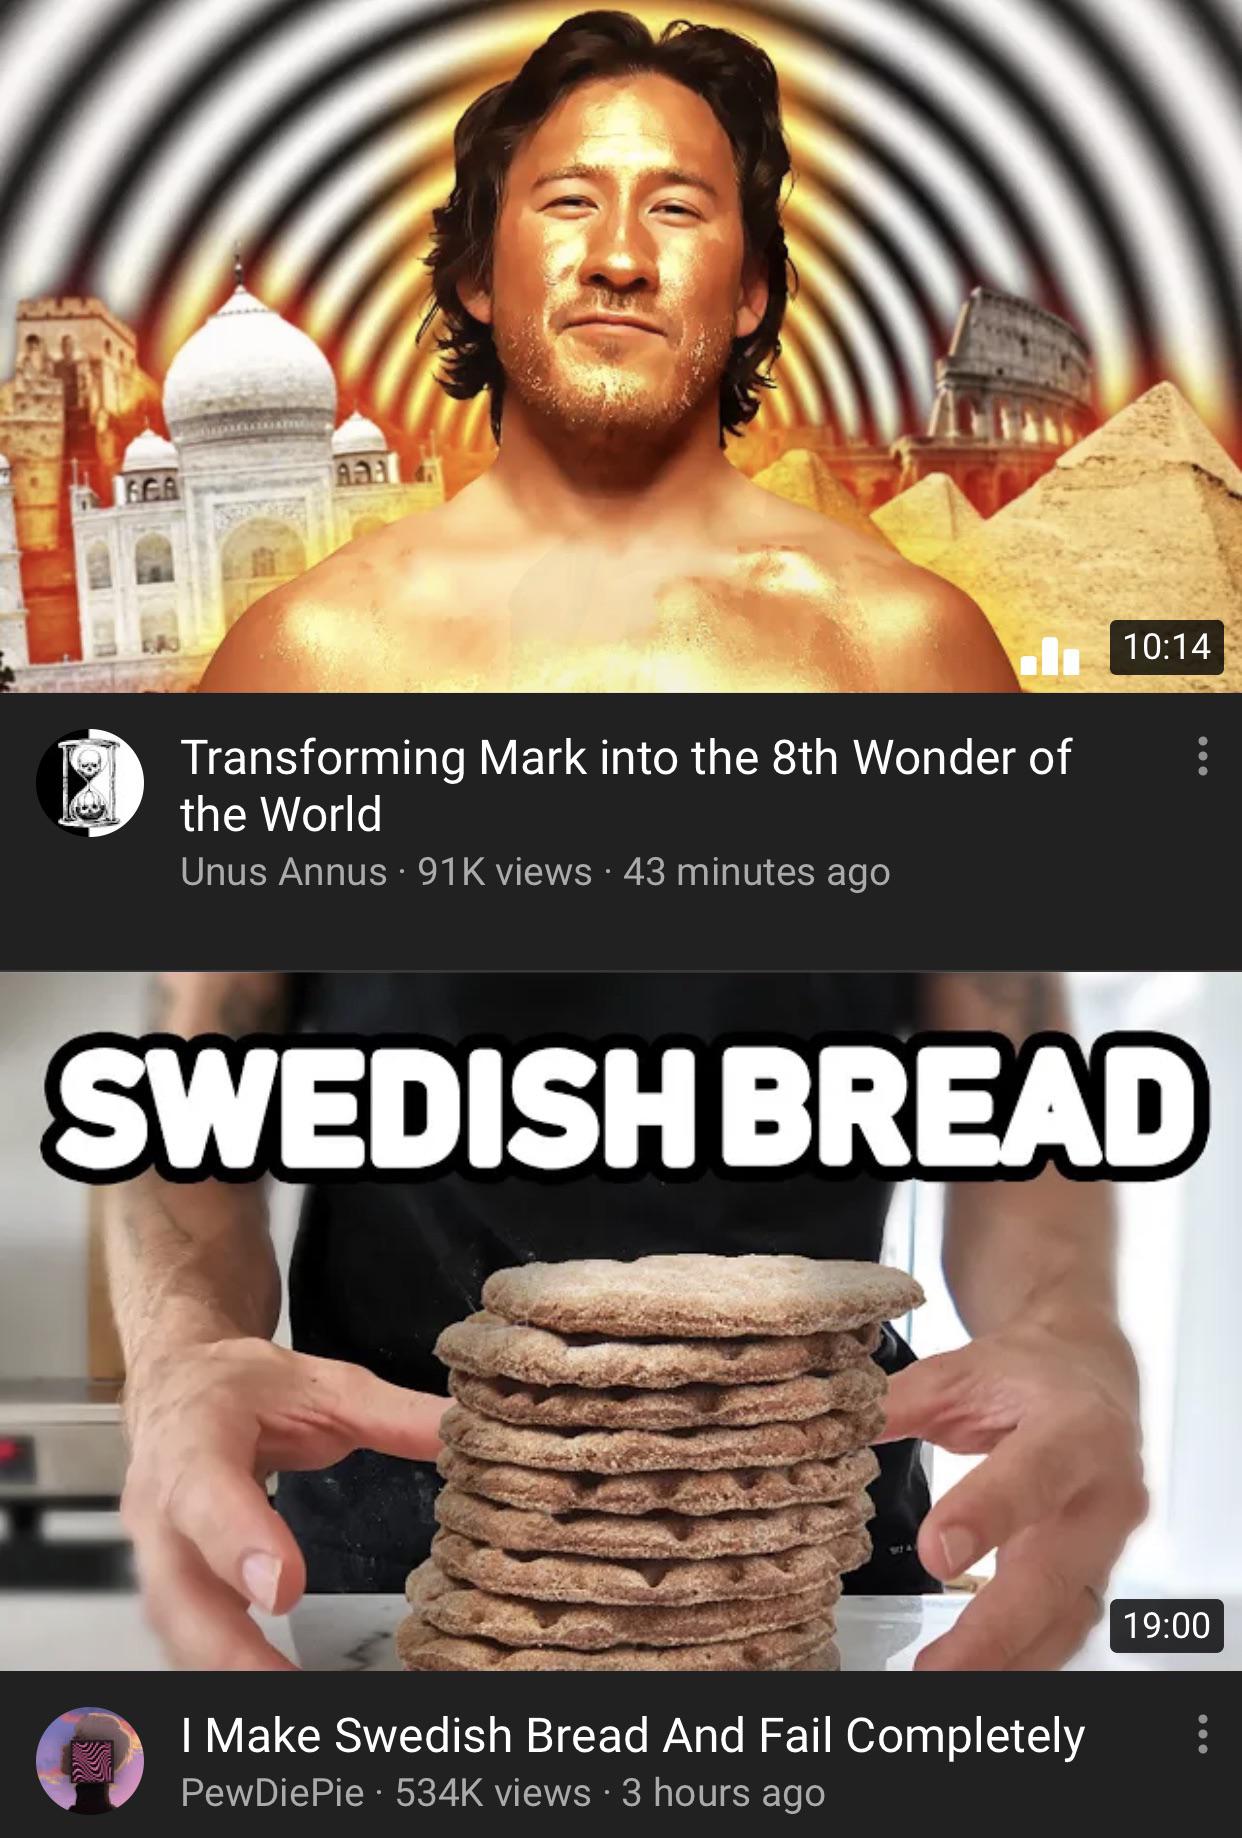 10:14
Transforming Mark into the 8th Wonder of
the World
Unus Annus · 91K views · 43 minutes ago
SWEDISH BREAD
19:00
I Make Swedish Bread And Fail Completely
PewDiePie · 534K views · 3 hours ago